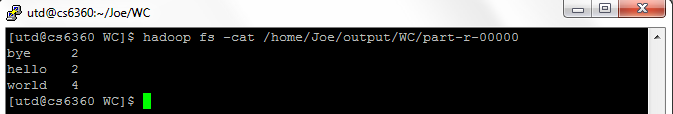 utd@cs6360:~/Joe/WC
[utd@cs6360 WC]$ hadoop fs -cat /home/Joe/output/WC/part-r-00000
bye     2
hello   2
world   4
[utd@cs6360 WC]$